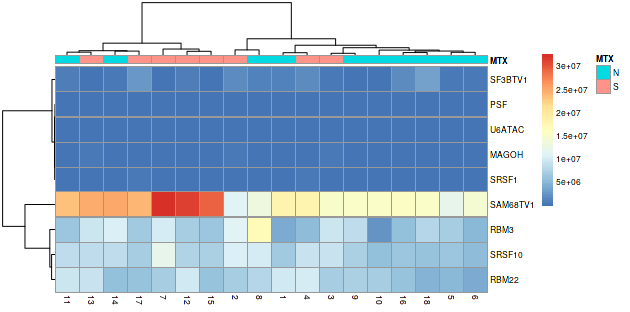 MTX
SF3BTV1
PSF
U6ATAC
MAGOH
SRSF1
SAM68TV1
RBM3
SRSF10
RBM22
11 13 14 17 7 12 15 2 8 1 4 3 9 10 16 18 5 6
3e+07
2.5e+07
2e+07
1.5e+07
1e+07
5e+06
MTX
N
S